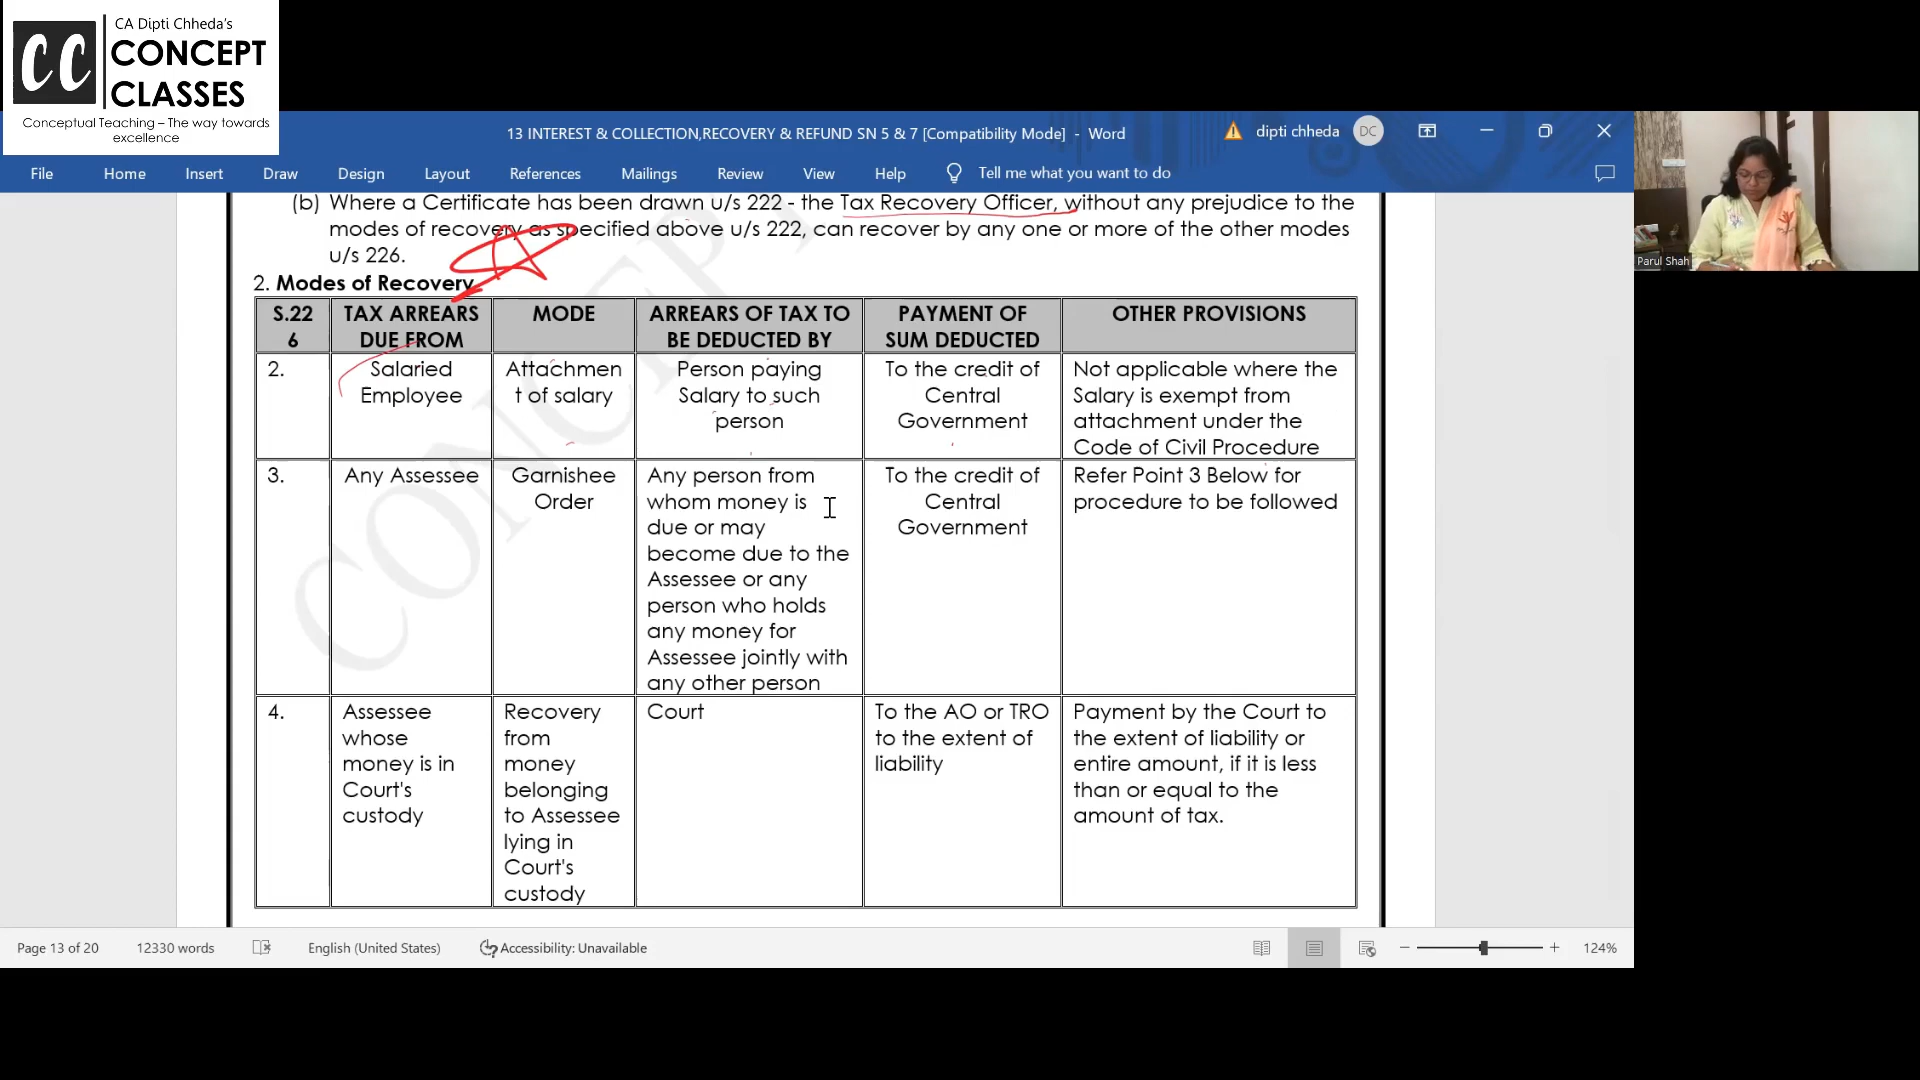 CA Dipti Chheda's
CC
CONCEPT
CLASSES
Conceptual Teaching – The way towards
excellence
13 INTEREST & COLLECTION,RECOVERY & REFUND SN 5 & 7 [Compatibility Mode] - Word
dipti chheda
DC
File Home Insert Draw Design Layout References Mailings Review View Help Tell me what you want to do
(b) Where a Certificate has been drawn u/s 222 - the Tax Recovery Officer, without any prejudice to the
modes of recovery as specified above u/s 222, can recover by any one or more of the other modes
u/s 226.
2. Modes of Recovery
S.22
6
TAX ARREARS
DUE FROM
MODE
ARREARS OF TAX TO
BE DEDUCTED BY
PAYMENT OF
SUM DEDUCTED
OTHER PROVISIONS
2.
Salaried
Employee
Attachmen
t of salary
Person paying
Salary to such
person
To the credit of
Central
Government
Not applicable where the
Salary is exempt from
attachment under the
Code of Civil Procedure
3.
Any Assessee
Garnishee
Order
Any person from
whom money is
due or may
become due to the
Assessee or any
person who holds
any money for
Assessee jointly with
any other person
To the credit of
Central
Government
Refer Point 3 Below for
procedure to be followed
4.
Assessee
whose
money is in
Court's
custody
Recovery
from
money
belonging
to Assessee
lying in
Court's
custody
Court
To the AO or TRO
to the extent of
liability
Payment by the Court to
the extent of liability or
entire amount, if it is less
than or equal to the
amount of tax.
CONCEPT
Page 13 of 20 12330 words English (United States) Accessibility: Unavailable 124%
Parul Shah